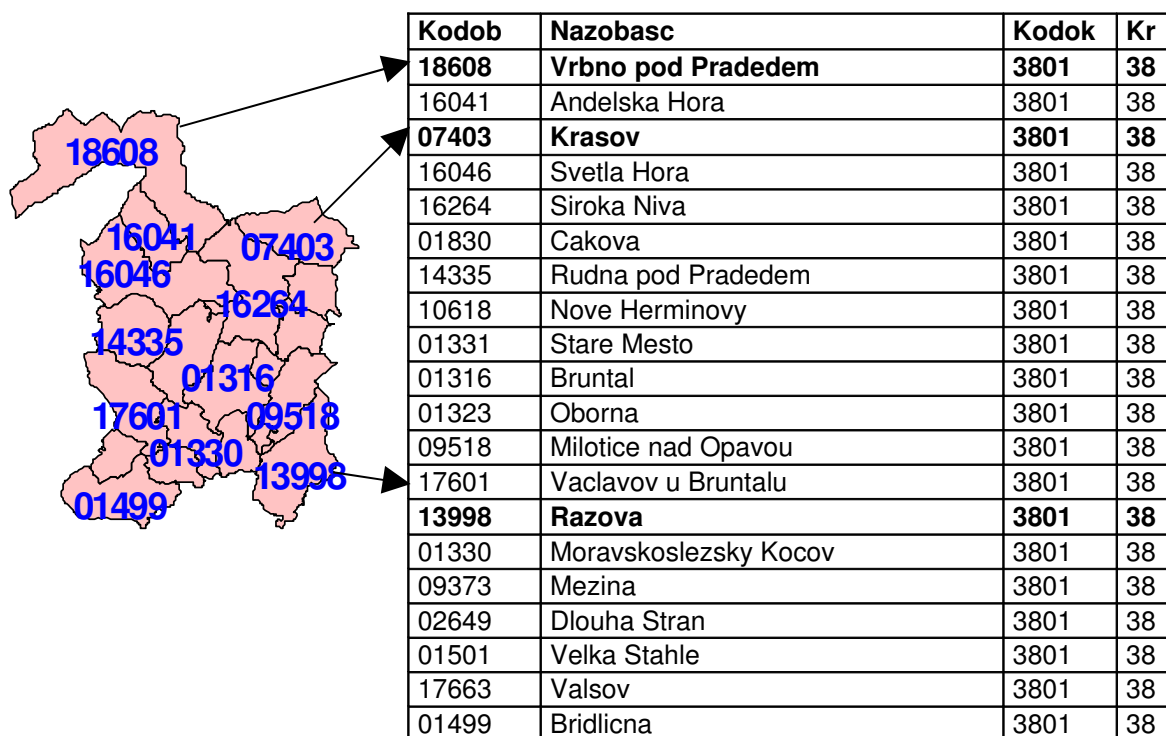 18608
16041
07403
16046
16264
14335
01316
17601
09518
01330
13998
01499
Kodob Nazobasc Kodok Kr
18608 Vrbno pod Pradedem 3801 38
16041 Andelska Hora 3801 38
07403 Krasov 3801 38
16046 Svetla Hora 3801 38
16264 Siroka Niva 3801 38
01830 Cakova 3801 38
14335 Rudna pod Pradedem 3801 38
10618 Nove Herminovy 3801 38
01331 Stare Mesto 3801 38
01316 Bruntal 3801 38
01323 Oborna 3801 38
09518 Milotice nad Opavou 3801 38
17601 Vaclavov u Bruntalu 3801 38
13998 Razova 3801 38
01330 Moravskoslezsky Kocov 3801 38
09373 Mezina 3801 38
02649 Dlouha Stran 3801 38
01501 Velka Stahle 3801 38
17663 Valsov 3801 38
01499 Bridlicna 3801 38